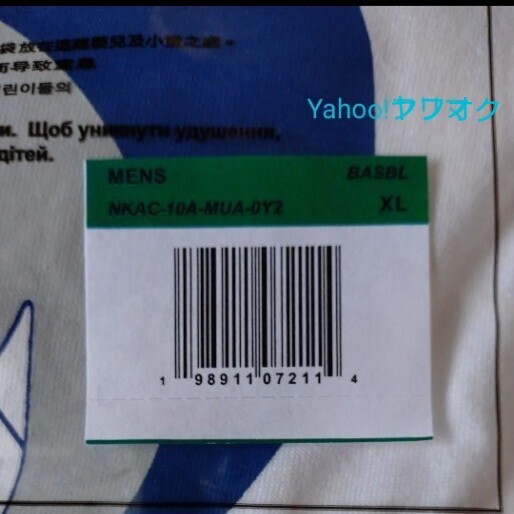 袋放在遠離嬰兒及小童之處。
而导致窒息
린이들의
Yahoo!ヤワオク
и. Щоб уникнути удушення,
дітей.
MENS BASBL
NKAC-10A-MUA-0Y2 XL
1 98911 07211 4